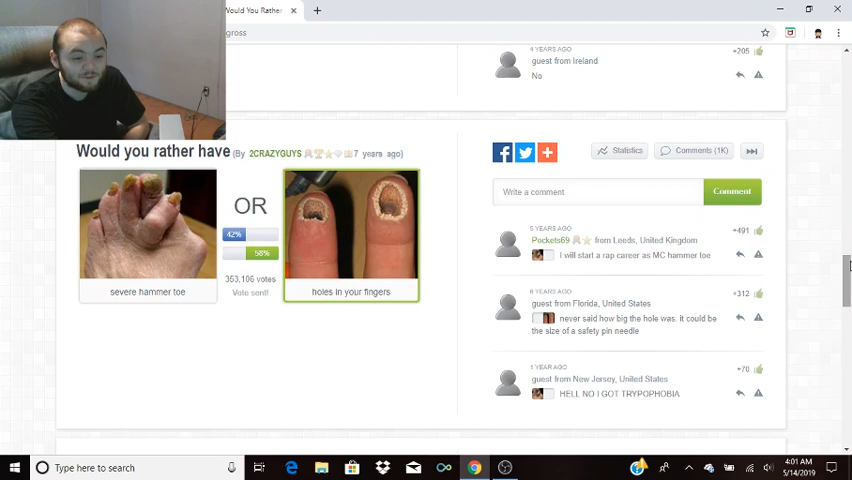 Would You Rather
gross
4 YEARS AGO
+205
guest from Ireland
No
Would you rather have (By 2CRAZYGUYS 7 years ago)
Statistics
Comments (1K)
OR
Write a comment
Comment
42%
58%
353,106 votes
Vote sent!
severe hammer toe
holes in your fingers
5 YEARS AGO
+491
Pockets69 from Leeds, United Kingdom
I will start a rap career as MC hammer toe
6 YEARS AGO
+312
guest from Florida, United States
never said how big the hole was. it could be
the size of a safety pin needle
1 YEAR AGO
+70
guest from New Jersey, United States
HELL NO I GOT TRYPOPHOBIA
Type here to search
4:01 AM
5/14/2019